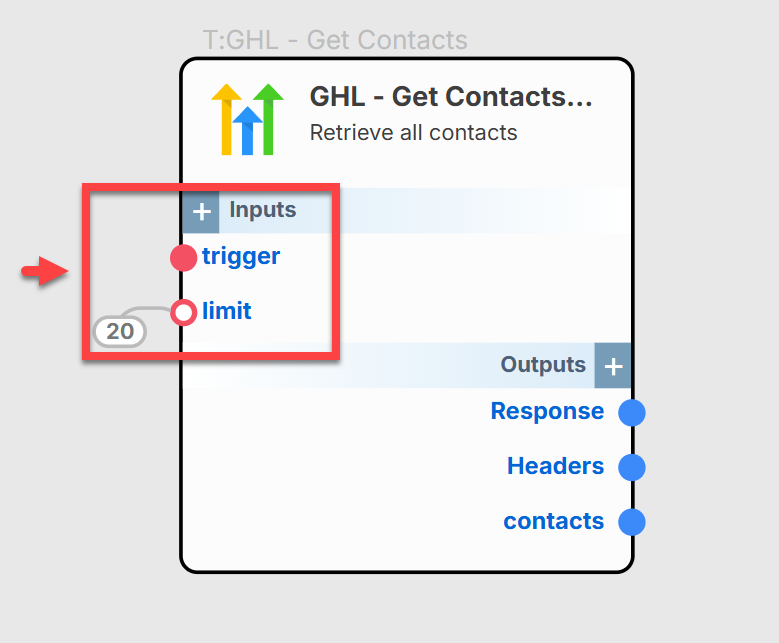 T:GHL - Get Contacts
GHL - Get Contacts...
Retrieve all contacts
+ Inputs
trigger
limit
20
Outputs +
Response
Headers
contacts